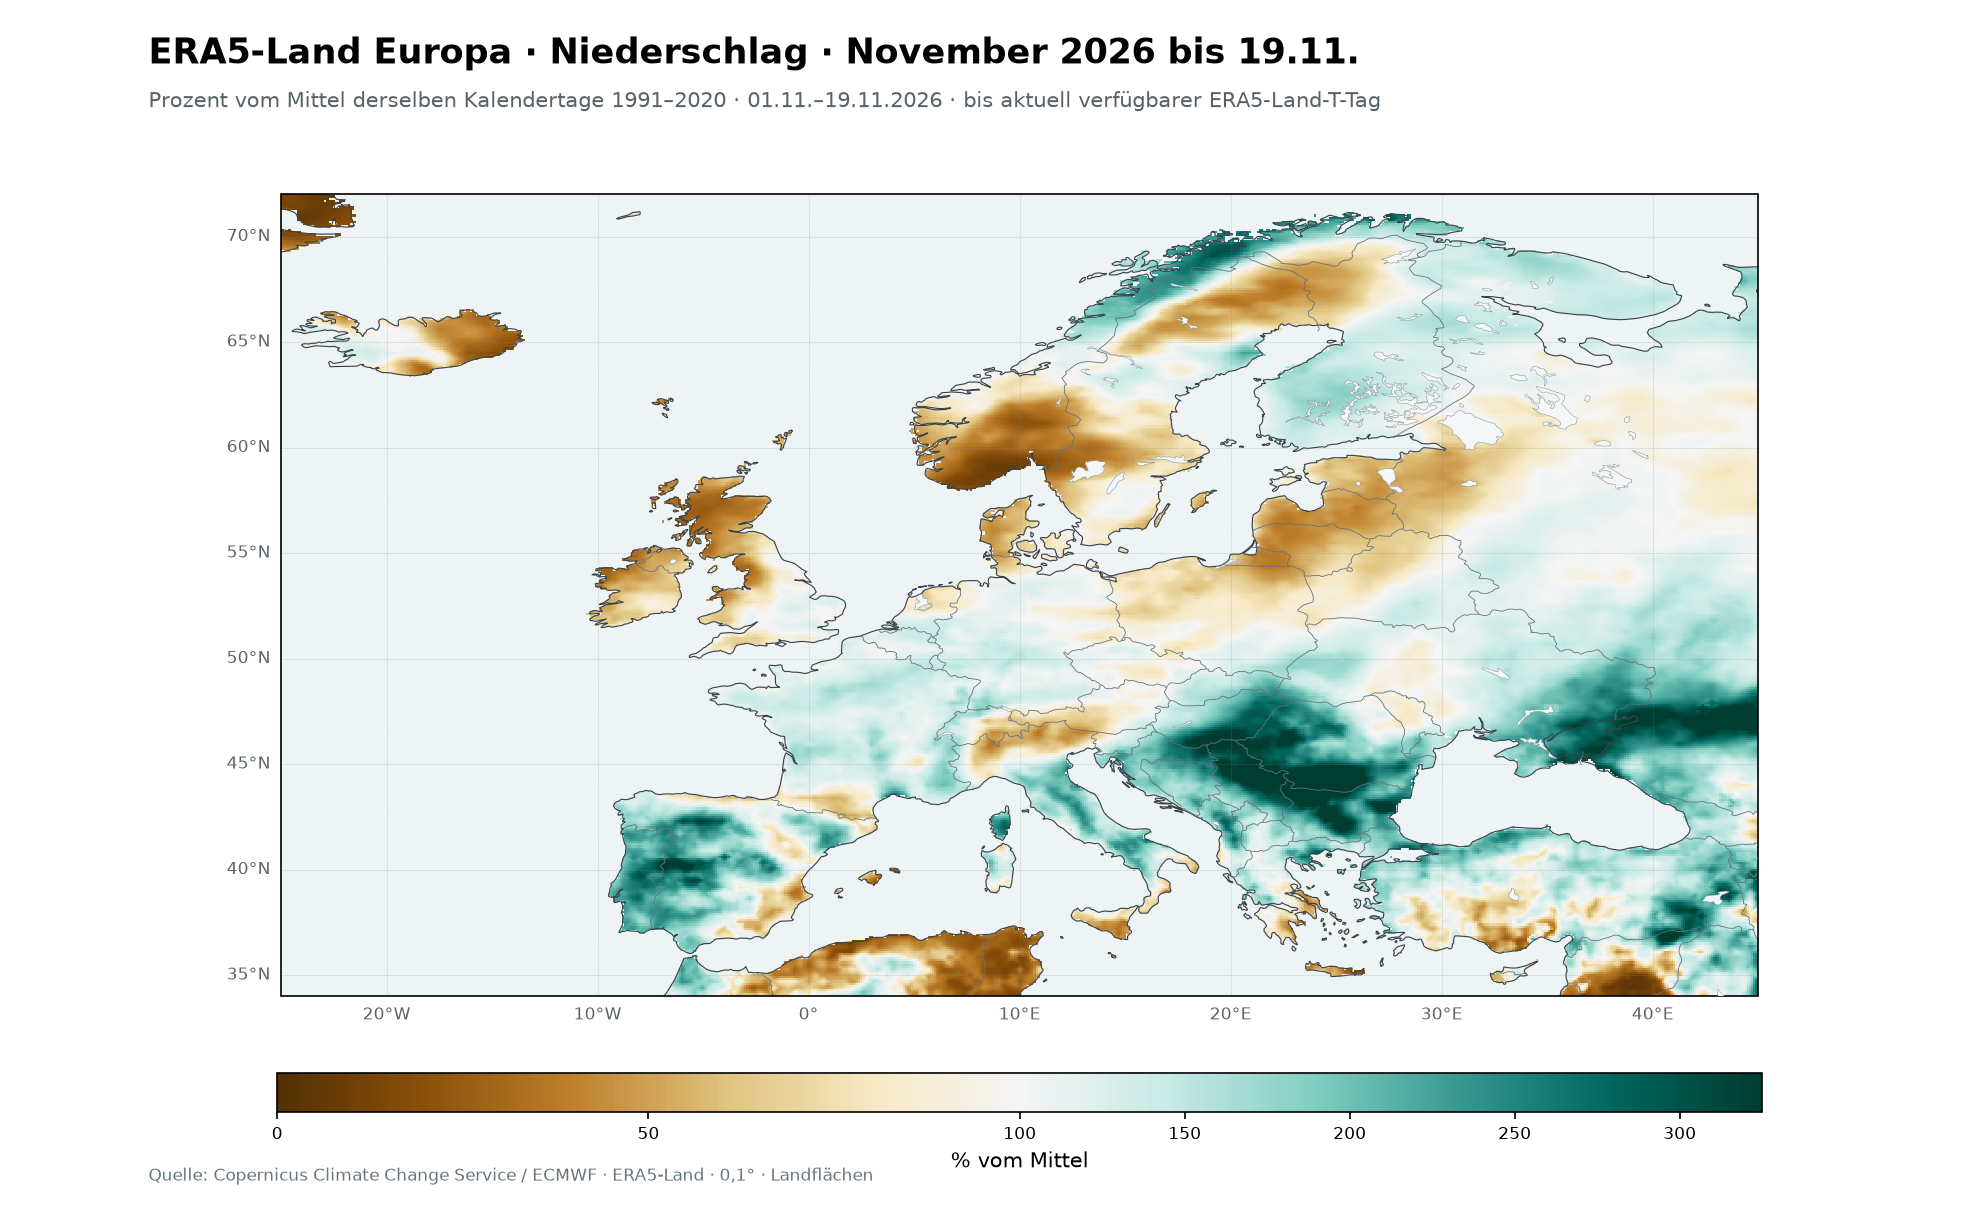 ERA5-Land Europa · Niederschlag · November 2026 bis 19.11.
Prozent vom Mittel derselben Kalendertage 1991–2020 · 01.11.–19.11.2026 · bis aktuell verfügbarer ERA5-Land-T-Tag
70°N
65°N
60°N
55°N
50°N
45°N
40°N
35°N
20°W 10°W 0° 10°E 20°E 30°E 40°E
0 50 100 150 200 250 300
% vom Mittel
Quelle: Copernicus Climate Change Service / ECMWF · ERA5-Land · 0,1° · Landflächen